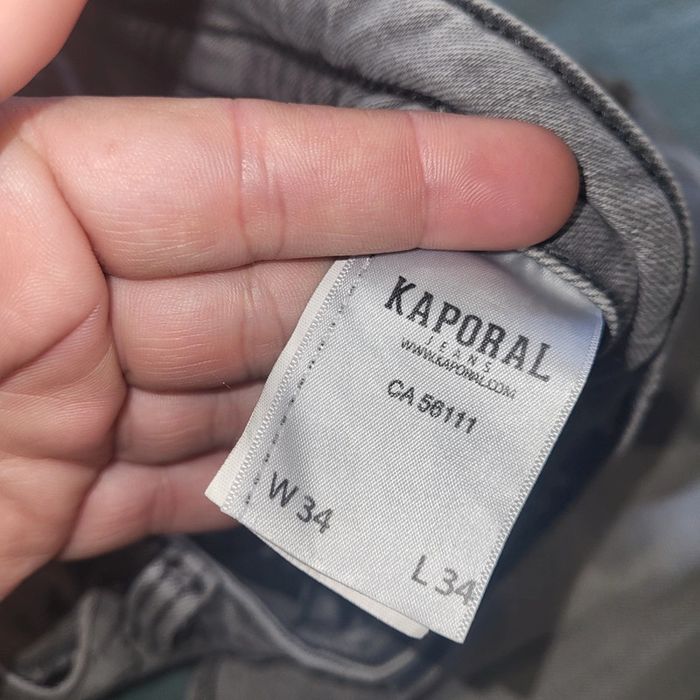 KAPORAL
JEANS
WWW.KAPORAL.COM
CA 56111
W 34
L 34